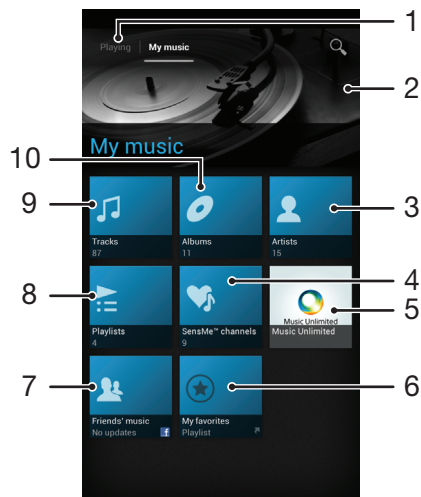 1
Playing My music
2
My music
10
9
3
Tracks
87
Albums
11
Artists
15
8
4
5
Playlists
4
SensMe™ channels
9
Music Unlimited
Music Unlimited
7
6
Friends' music
No updates
f
My favorites
Playlist